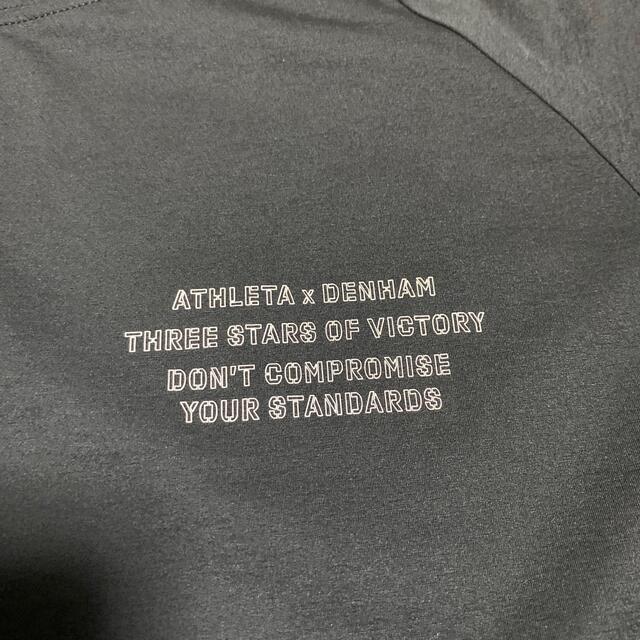 ATHLETA x DENHAM
THREE STARS OF VICTORY
DON'T COMPROMISE
YOUR STANDARDS